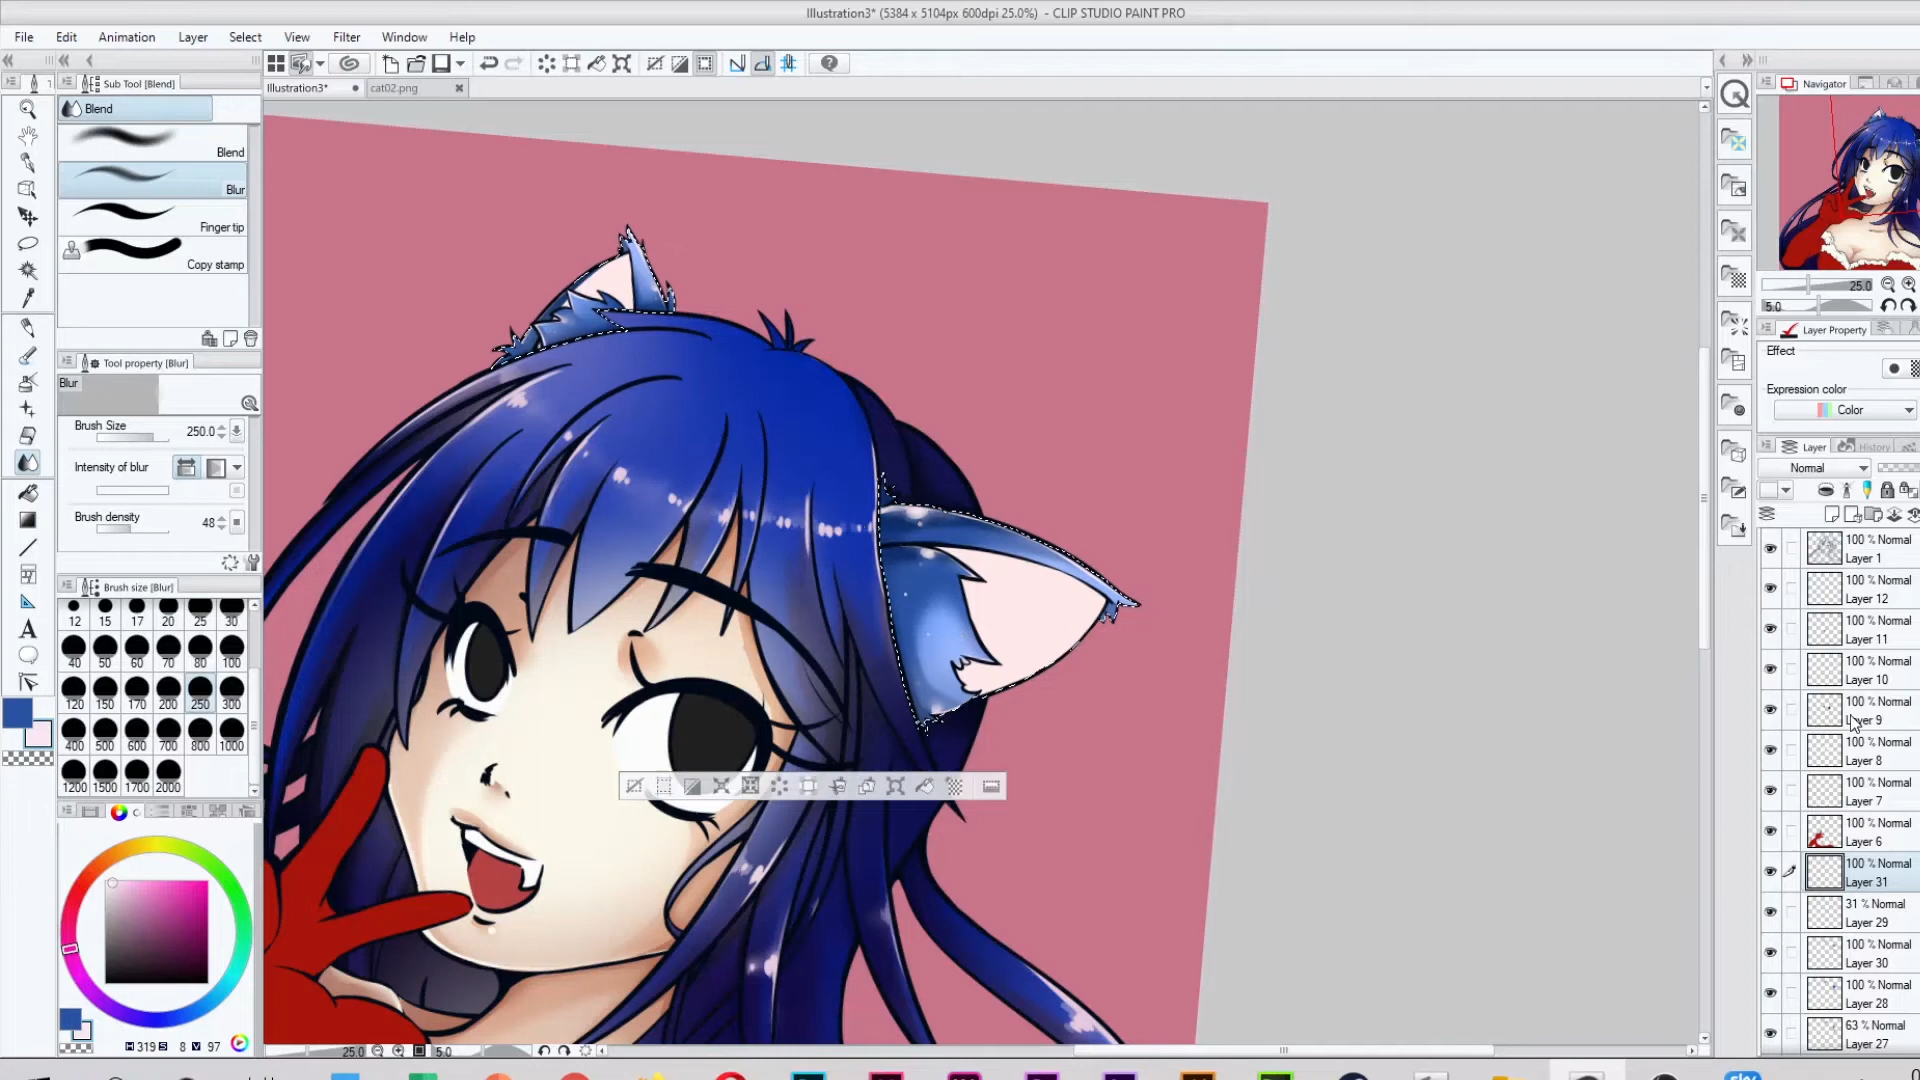 Illustration3* (5384 x 5104px 600dpi 25.0%) - CLIP STUDIO PAINT PRO
File Edit Animation Layer Select View Filter Window Help
Sub Tool [Blend]
Illustration3* cat02.png
Navigator
Blend
Blend
Blur
Finger tip
Copy stamp
25.0
5.0
Layer Property
Effect
Expression color
Color
Tool property [Blur]
Blur
Brush Size 250.0
Intensity of blur
Brush density 48
Layer History
Normal
Brush size [Blur]
12 15 17 20 25 30
40 50 60 70 80 100
120 150 170 200 250 300
400 500 600 700 800 1000
1200 1500 1700 2000
100 % Normal
Layer 1
100 % Normal
Layer 12
100 % Normal
Layer 11
100 % Normal
Layer 10
100 % Normal
Layer 9
100 % Normal
Layer 8
100 % Normal
Layer 7
100 % Normal
Layer 6
100 % Normal
Layer 31
31 % Normal
Layer 29
100 % Normal
Layer 30
100 % Normal
Layer 28
63 % Normal
Layer 27
H 319 S 8 V 97
25.0 5.0
sky